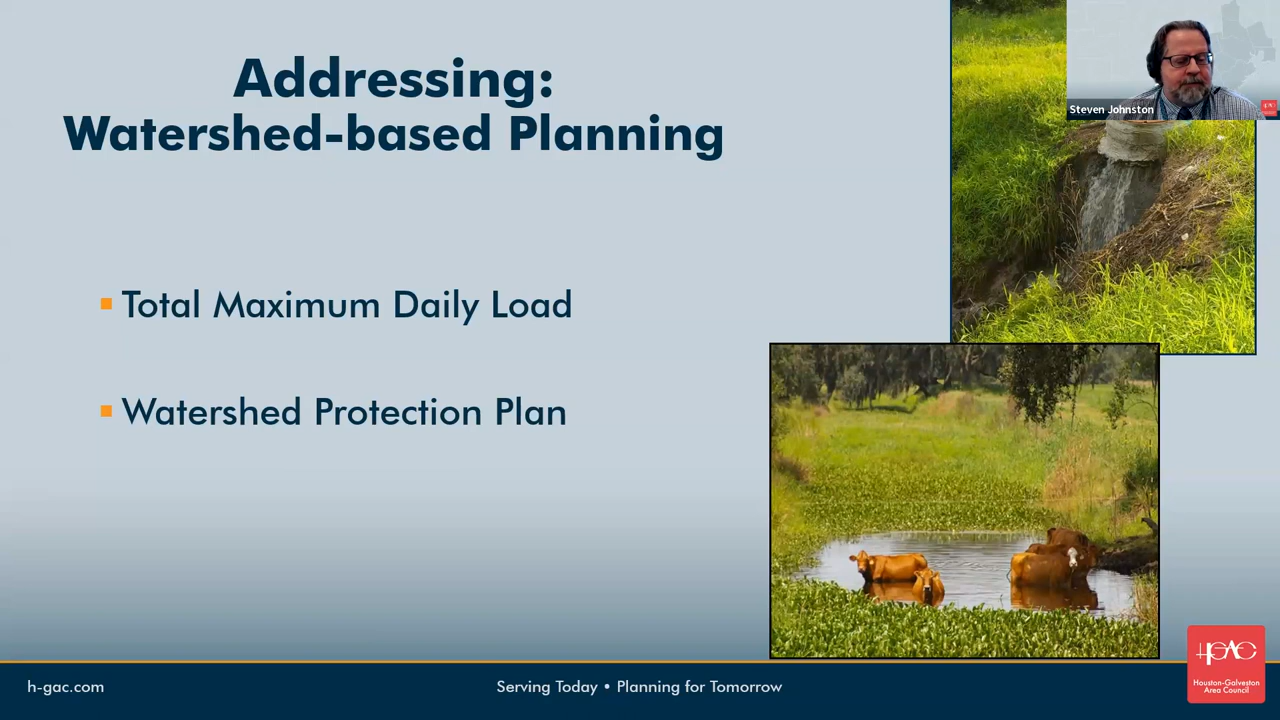 Addressing:
Watershed-based Planning
Steven Johnston
▪ Total Maximum Daily Load
▪ Watershed Protection Plan
h-gac.com
Serving Today • Planning for Tomorrow
HGAC
Houston-Galveston
Area Council